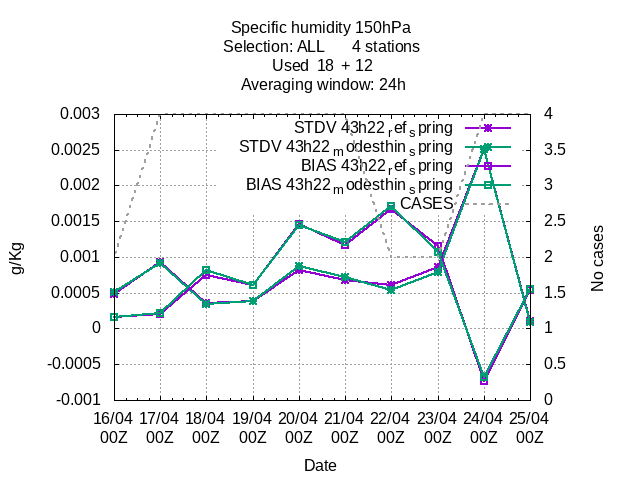 Specific humidity 150hPa
Selection: ALL 4 stations
Used 18 + 12
Averaging window: 24h
STDV 43h22_ref_spring
STDV 43h22_modesthin_spring
BIAS 43h22_ref_spring
BIAS 43h22_modesthin_spring
CASES
g/Kg
0.003
0.0025
0.002
0.0015
0.001
0.0005
0
-0.0005
-0.001
4
3.5
3
2.5
2
1.5
1
0.5
0
No cases
16/04 17/04 18/04 19/04 20/04 21/04 22/04 23/04 24/04 25/04
00Z 00Z 00Z 00Z 00Z 00Z 00Z 00Z 00Z 00Z
Date